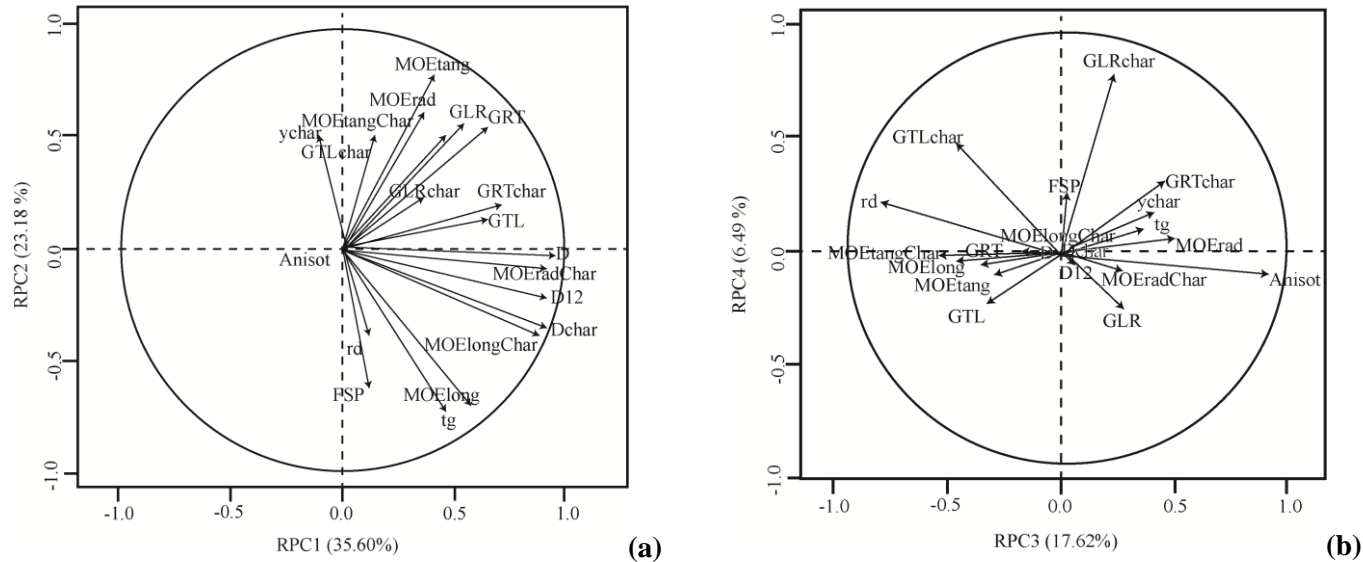 1.0
0.5
0.0
-0.5
-1.0
RPC2 (23.18 %)
MOEtang
MOErad
MOEtangChar
GLR
GRT
ychar
GTLchar
GLRchar
GRTchar
GTL
Anisot
D
MOEradChar
D12
Dchar
rd
MOElongChar
FSP
MOElong
tg
-1.0
-0.5
0.0
0.5
1.0
RPC1 (35.60%)
(a)
1.0
0.5
0.0
-0.5
-1.0
RPC4 (6.49 %)
GLRchar
GTLchar
FSP
GRTchar
rd
ychar
tg
MOElongChar
MOErad
MOEtangChar
GRT
MOElong
D12
MOEradChar
Anisot
MOEtang
GTL
GLR
-1.0
-0.5
0.0
0.5
1.0
RPC3 (17.62%)
(b)